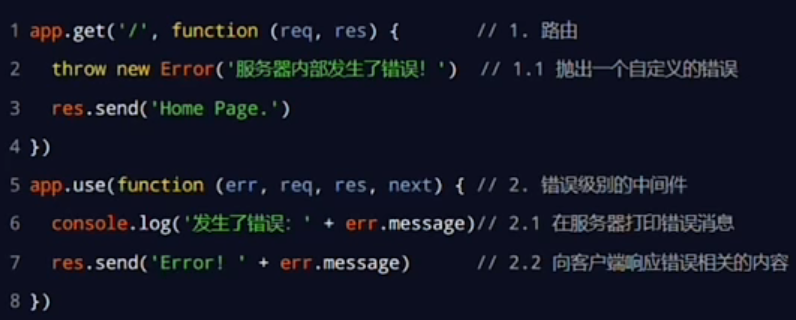 1 app.get('/', function (req, res) {       // 1. 路由
2   throw new Error('服务器内部发生了错误！')  // 1.1 抛出一个自定义的错误
3   res.send('Home Page.')
4 })
5 app.use(function (err, req, res, next) { // 2. 错误级别的中间件
6   console.log('发生了错误：' + err.message)// 2.1 在服务器打印错误消息
7   res.send('Error! ' + err.message)      // 2.2 向客户端响应错误相关的内容
8 })